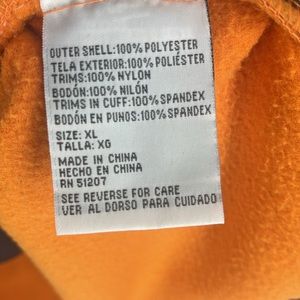 OUTER SHELL:100% POLYESTER
TELA EXTERIOR:100% POLIÉSTER
TRIMS:100% NYLON
BODÓN:100% NILÓN
TRIMS IN CUFF:100% SPANDEX
BODÓN EN PUNOS:100% SPANDEX
SIZE: XL
TALLA: XG
MADE IN CHINA
HECHO EN CHINA
RN 51207
SEE REVERSE FOR CARE
VER AL DORSO PARA CUIDADO